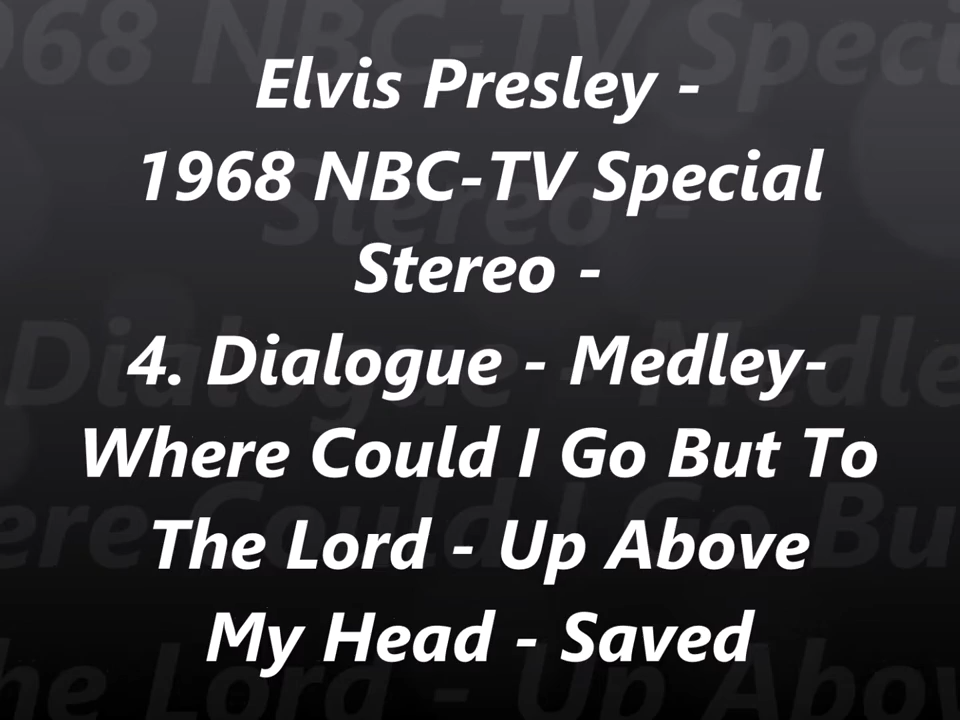 Elvis Presley -
1968 NBC-TV Special
Stereo -
4. Dialogue - Medley-
Where Could I Go But To
The Lord - Up Above
My Head - Saved